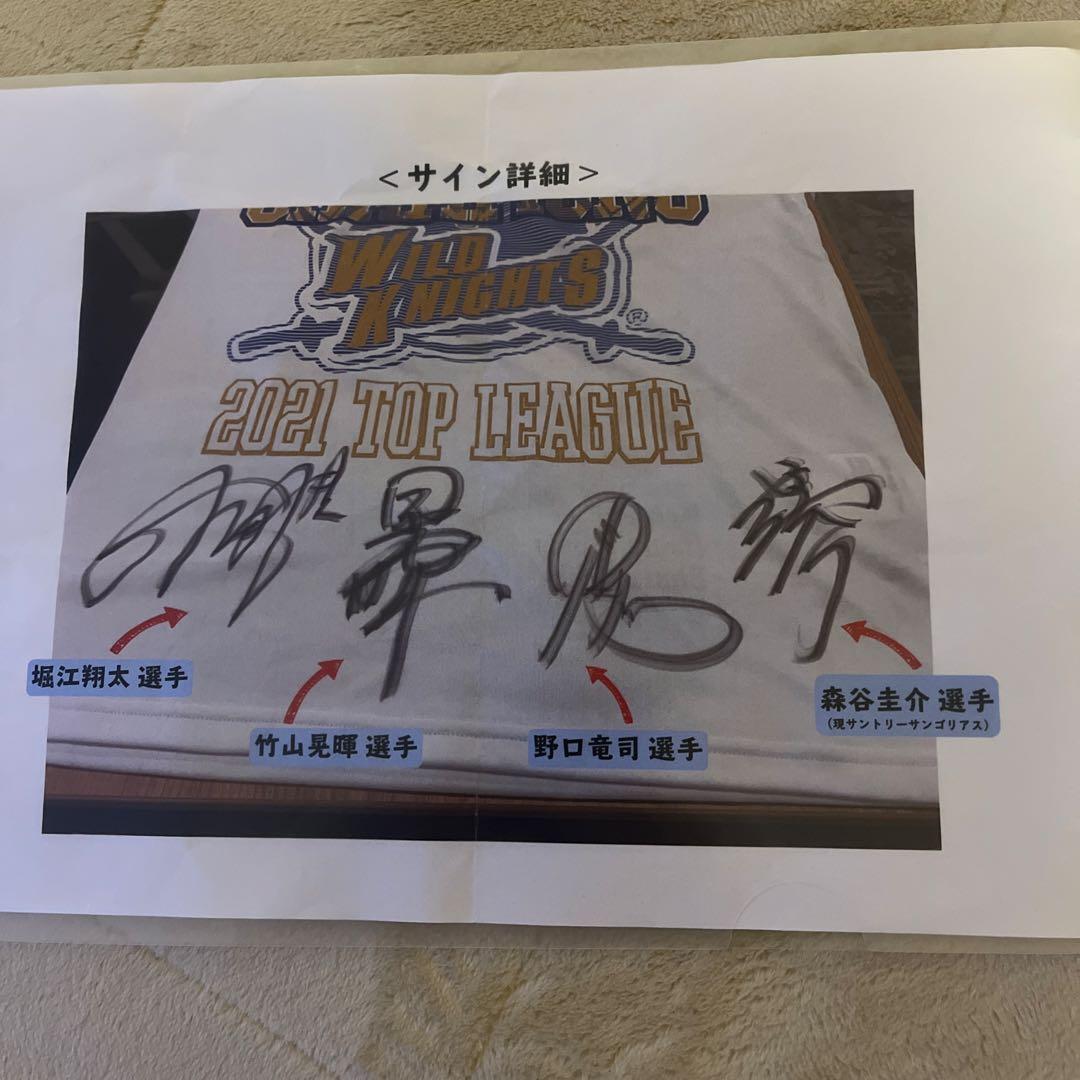 ＜サイン詳細＞
WILD
KNIGHTS
®
2021 TOP LEAGUE
堀江翔太 選手
竹山晃暉 選手
野口竜司 選手
森谷圭介 選手
(現サントリーサンゴリアス)